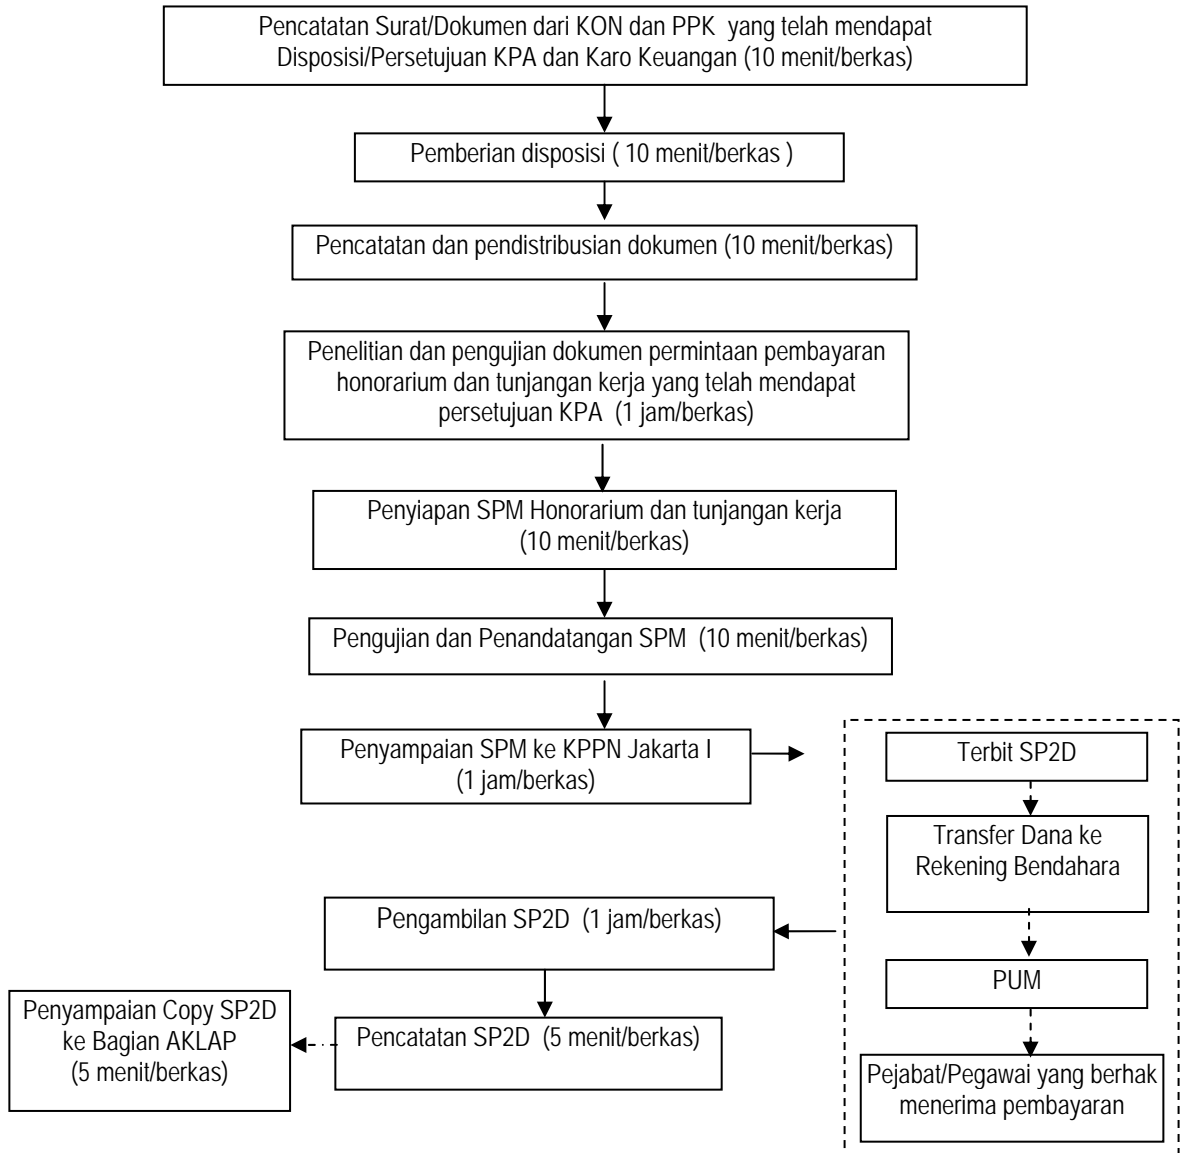 Pencatatan Surat/Dokumen dari KON dan PPK yang telah mendapat
Disposisi/Persetujuan KPA dan Karo Keuangan (10 menit/berkas)
Pemberian disposisi ( 10 menit/berkas )
Pencatatan dan pendistribusian dokumen (10 menit/berkas)
Penelitian dan pengujian dokumen permintaan pembayaran
honorarium dan tunjangan kerja yang telah mendapat
persetujuan KPA (1 jam/berkas)
Penyiapan SPM Honorarium dan tunjangan kerja
(10 menit/berkas)
Pengujian dan Penandatangan SPM (10 menit/berkas)
Penyampaian SPM ke KPPN Jakarta I
(1 jam/berkas)
Terbit SP2D
Transfer Dana ke
Rekening Bendahara
PUM
Pejabat/Pegawai yang berhak
menerima pembayaran
Pengambilan SP2D (1 jam/berkas)
Pencatatan SP2D (5 menit/berkas)
Penyampaian Copy SP2D
ke Bagian AKLAP
(5 menit/berkas)